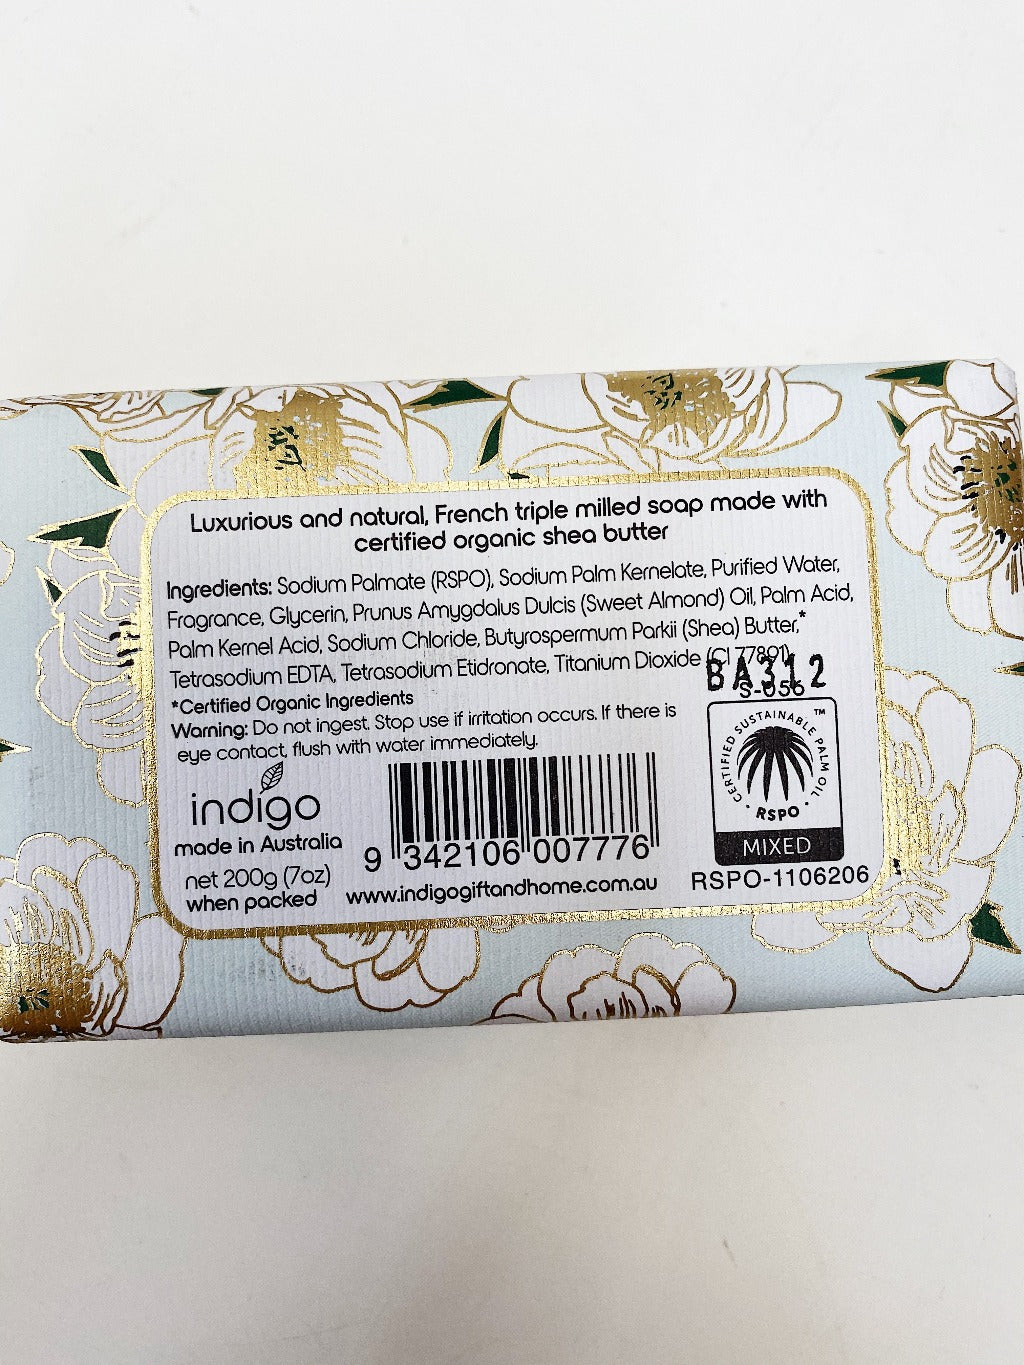 Luxurious and natural, French triple milled soap made with
certified organic shea butter
Ingredients: Sodium Palmate (RSPO), Sodium Palm Kernelate, Purified Water,
Fragrance, Glycerin, Prunus Amygdalus Dulcis (Sweet Almond) Oil, Palm Acid,
Palm Kernel Acid, Sodium Chloride, Butyrospermum Parkii (Shea) Butter,*
Tetrasodium EDTA, Tetrasodium Etidronate, Titanium Dioxide (CI 77891).
BA312
S-056
*Certified Organic Ingredients
Warning: Do not ingest. Stop use if irritation occurs. If there is
eye contact, flush with water immediately.
indigo
made in Australia
net 200g (7oz)
when packed
9 342106 007776
www.indigogiftandhome.com.au
CERTIFIED SUSTAINABLE PALM OIL ™
RSPO
MIXED
RSPO-1106206